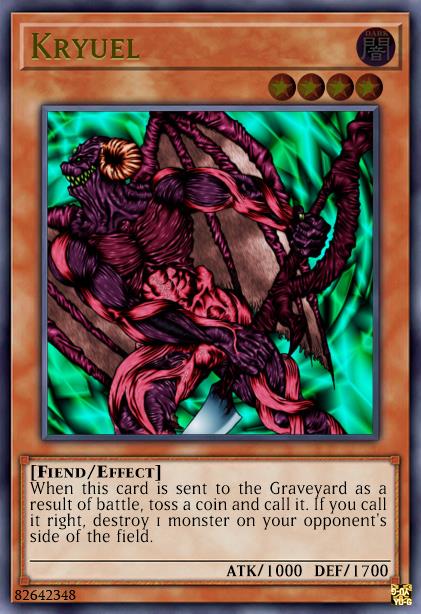 Kryuel
DARK
闇
[Fiend/Effect]
When this card is sent to the Graveyard as a
result of battle, toss a coin and call it. If you call
it right, destroy 1 monster on your opponent's
side of the field.
ATK/1000 DEF/1700
82642348